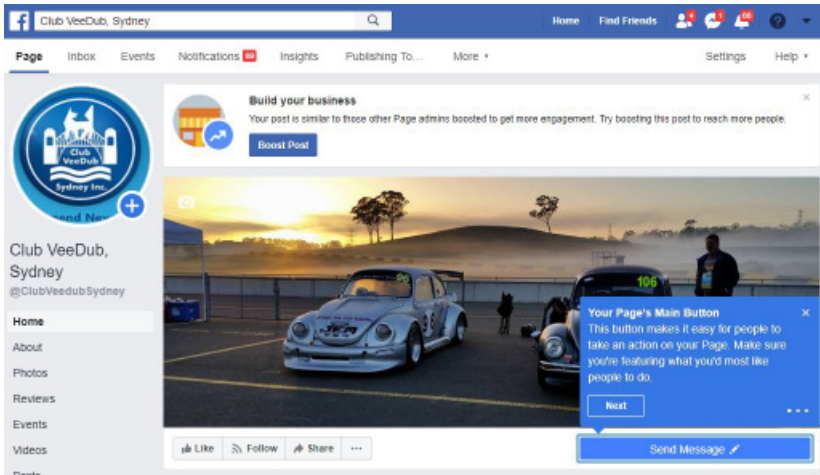 Club VeeDub, Sydney
Home Find Friends 4 1
Page Inbox Events Notifications Insights Publishing To... More Settings Help
Build your business
Your post is similar to those other Page admins boosted to get more engagement. Try boosting this post to reach more people.
Boost Post
Club
VeeDub
Sydney Inc.
Club VeeDub,
Sydney
@ClubVeedubSydney
Home
About
Photos
Reviews
Events
Videos
Posts
96
106
Your Page's Main Button
This button makes it easy for people to
take an action on your Page. Make sure
you're featuring what you'd most like
people to do.
Next
Like Follow Share ...
Send Message